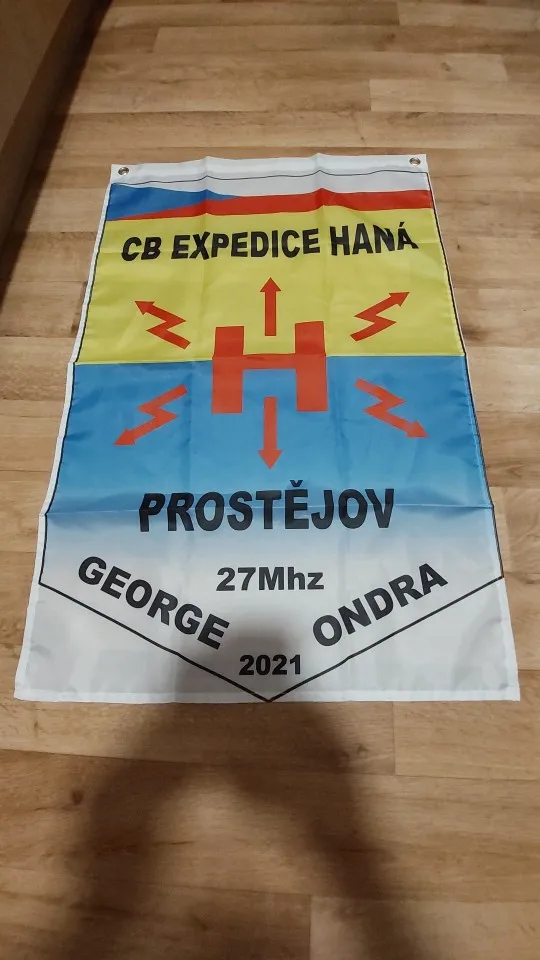 CB EXPEDICE HANÁ
H
PROSTĚJOV
27Mhz
GEORGE ONDRA
2021